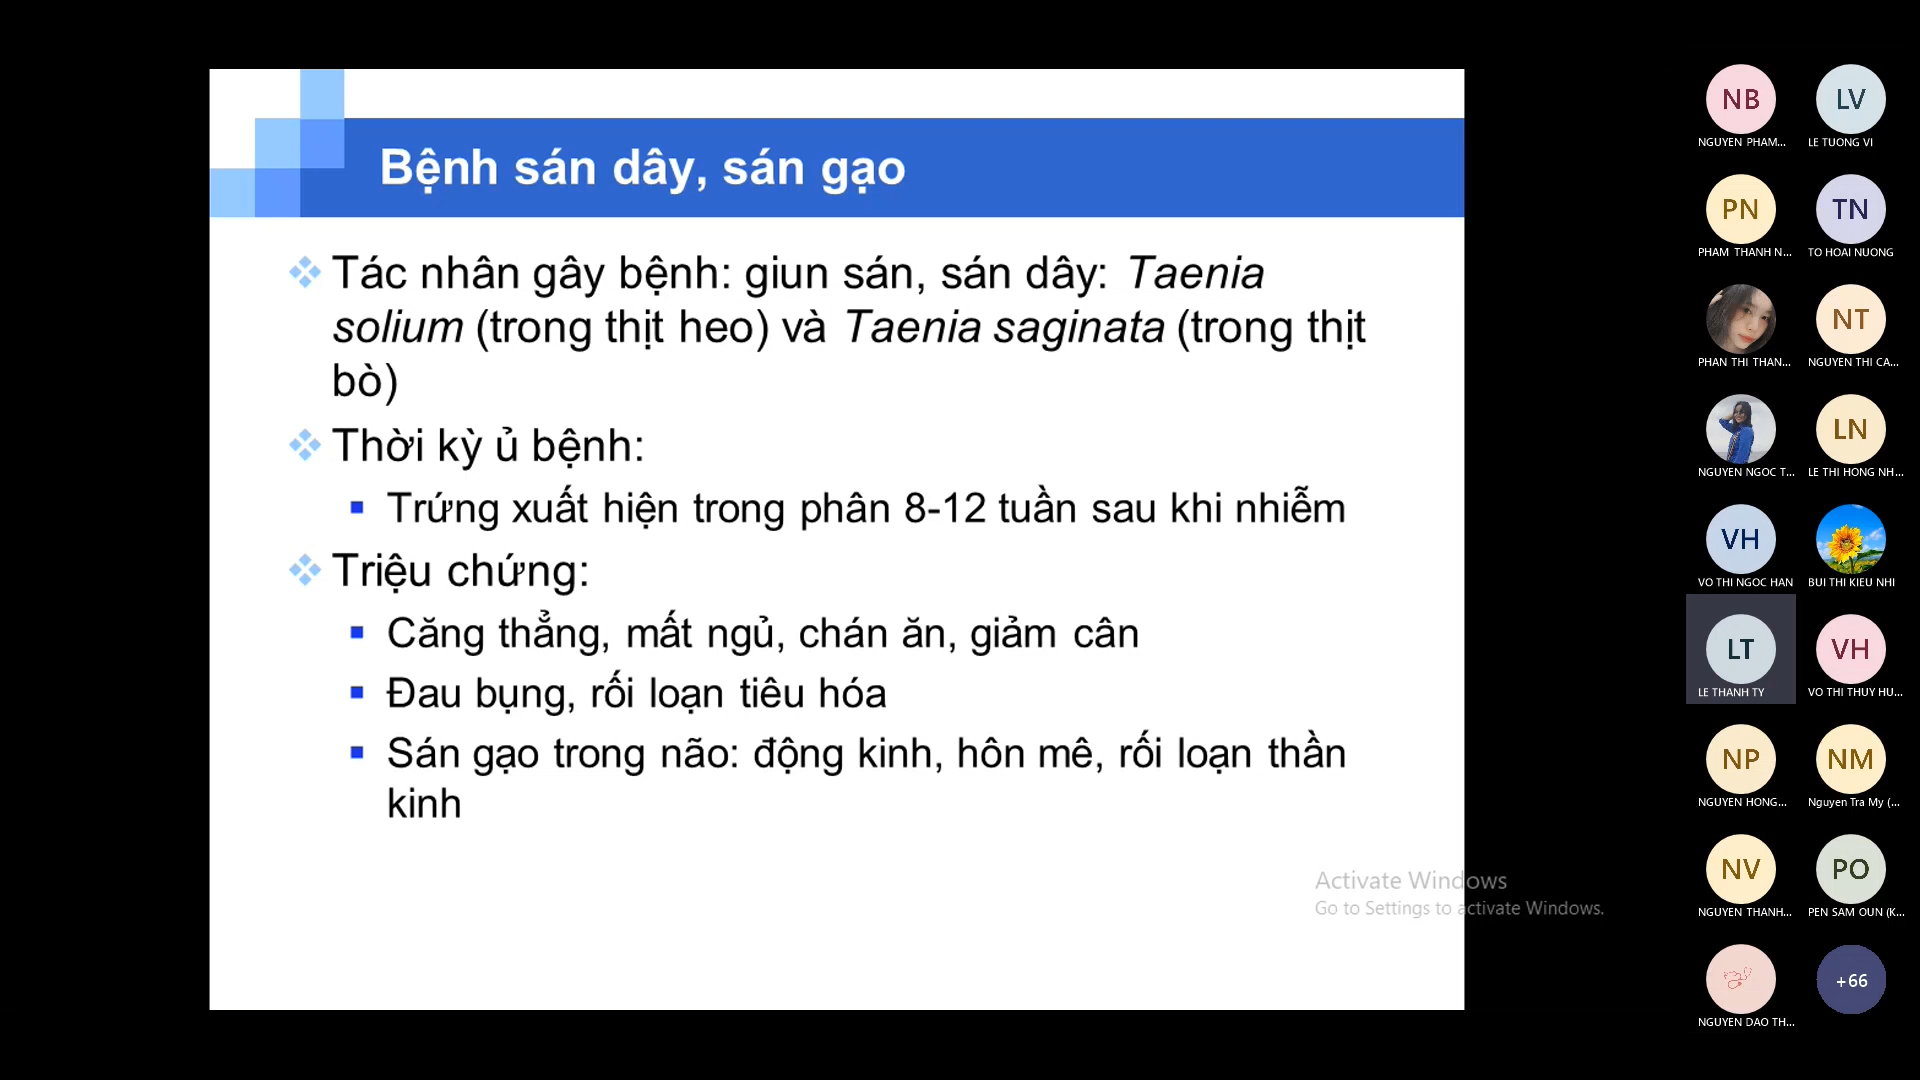 Bệnh sán dây, sán gạo
Tác nhân gây bệnh: giun sán, sán dây: Taenia
solium (trong thịt heo) và Taenia saginata (trong thịt
bò)
Thời kỳ ủ bệnh:
Trứng xuất hiện trong phân 8-12 tuần sau khi nhiễm
Triệu chứng:
Căng thẳng, mất ngủ, chán ăn, giảm cân
Đau bụng, rối loạn tiêu hóa
Sán gạo trong não: động kinh, hôn mê, rối loạn thần
kinh
Activate Windows
Go to Settings to activate Windows.
NB
LV
NGUYEN PHAM...
LE TUONG VI
PN
TN
PHAM THANH N...
TO HOAI NUONG
NT
PHAN THI THAN...
NGUYEN THI CA...
LN
NGUYEN NGOC T...
LE THI HONG NH...
VH
VO THI NGOC HAN
BUI THI KIEU NHI
LT
VH
LE THANH TY
VO THI THUY HU...
NP
NM
NGUYEN HONG...
Nguyen Tra My (...
NV
PO
NGUYEN THANH...
PEN SAM OUN (K...
+66
NGUYEN DAO TH...